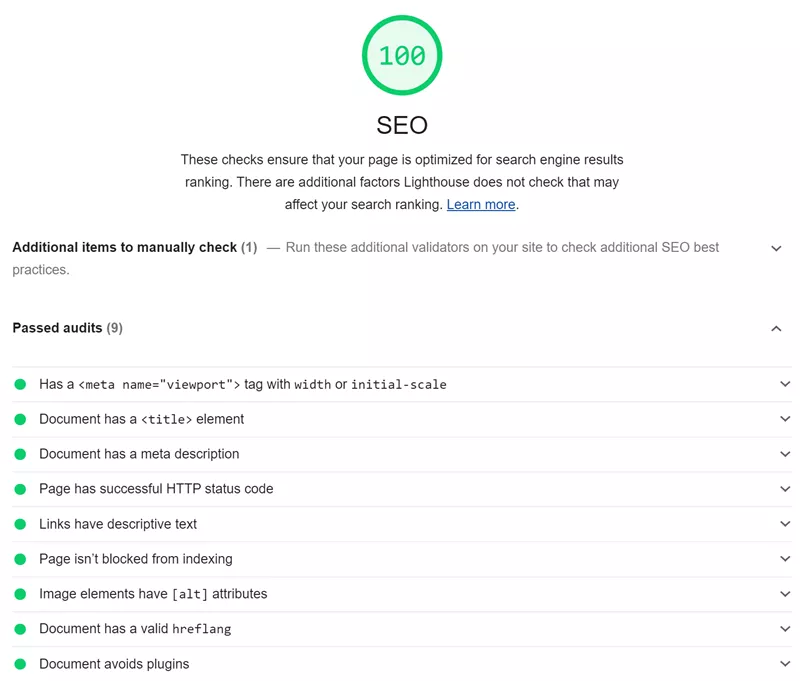 100
SEO
These checks ensure that your page is optimized for search engine results
ranking. There are additional factors Lighthouse does not check that may
affect your search ranking. Learn more.
Additional items to manually check (1) — Run these additional validators on your site to check additional SEO best
practices.
Passed audits (9)
Has a <meta name="viewport"> tag with width or initial-scale
Document has a <title> element
Document has a meta description
Page has successful HTTP status code
Links have descriptive text
Page isn’t blocked from indexing
Image elements have [alt] attributes
Document has a valid hreflang
Document avoids plugins